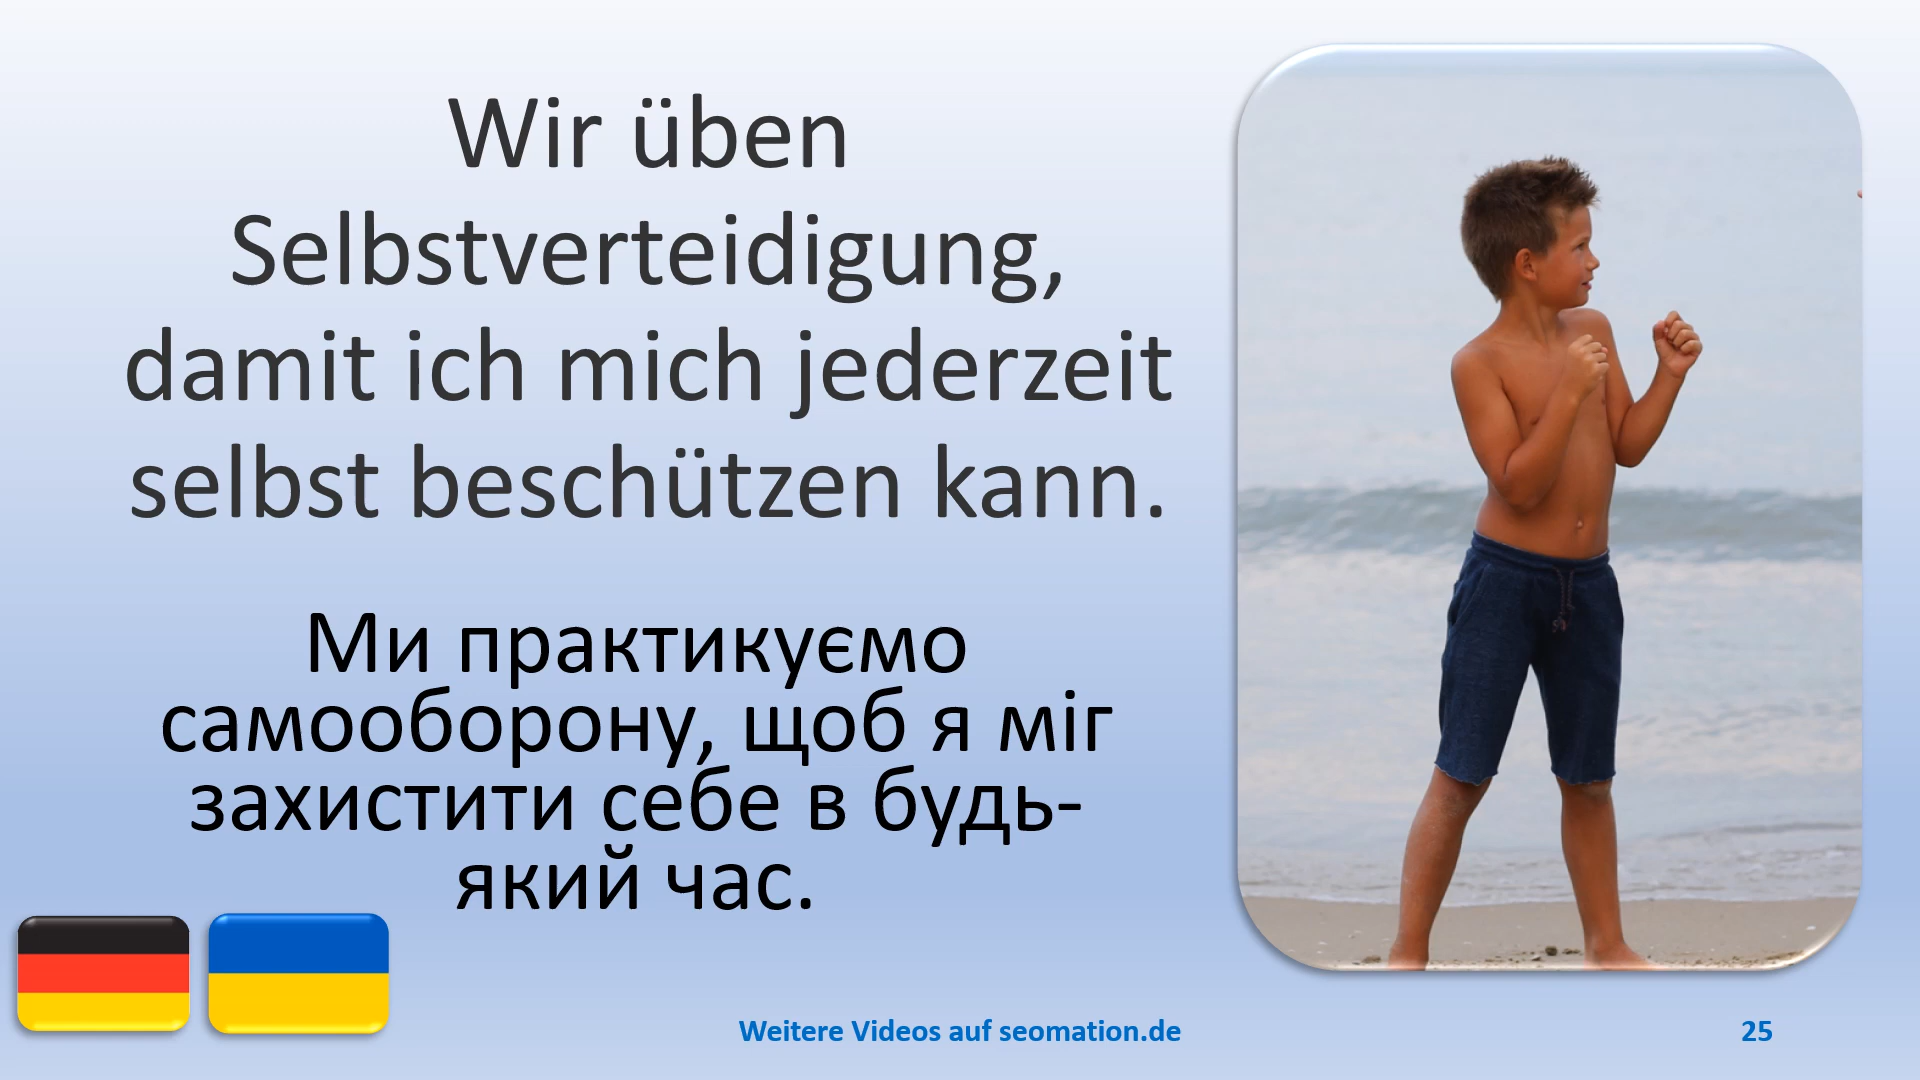 Wir üben
Selbstverteidigung,
damit ich mich jederzeit
selbst beschützen kann.
Ми практикуємо
самооборону, щоб я міг
захистити себе в будь-
який час.
Weitere Videos auf seomation.de
25